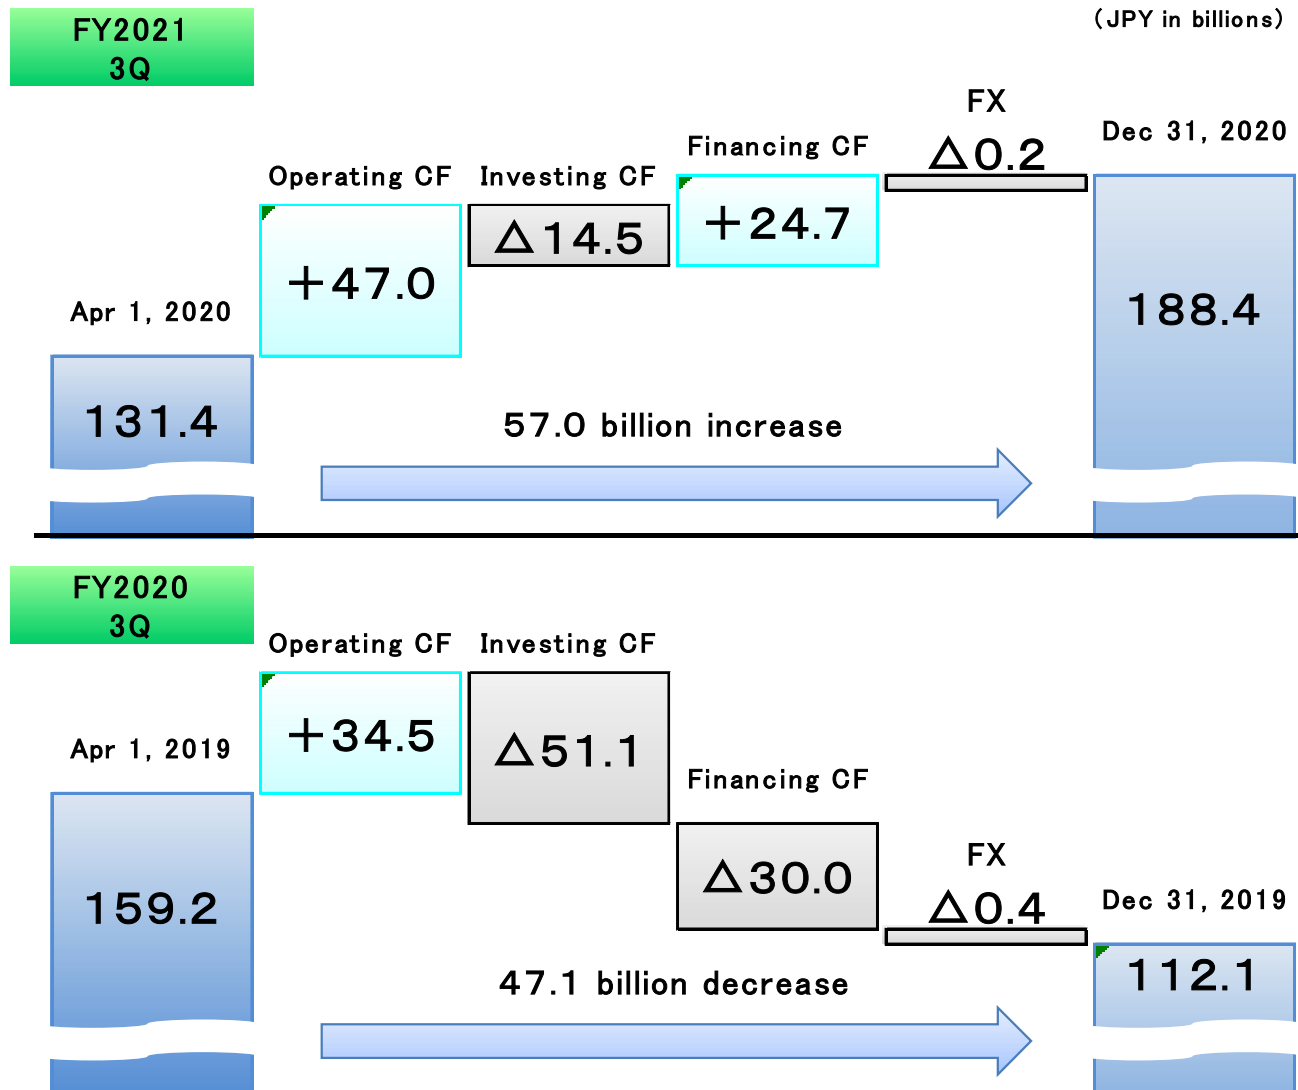 FY2021
3Q
（JPY in billions）
FX
Dec 31, 2020
Operating CF
Investing CF
Financing CF
△0.2
＋47.0
△14.5
＋24.7
Apr 1, 2020
188.4
131.4
57.0 billion increase
FY2020
3Q
Operating CF
Investing CF
＋34.5
△51.1
Apr 1, 2019
Financing CF
FX
△30.0
△0.4
Dec 31, 2019
159.2
112.1
47.1 billion decrease